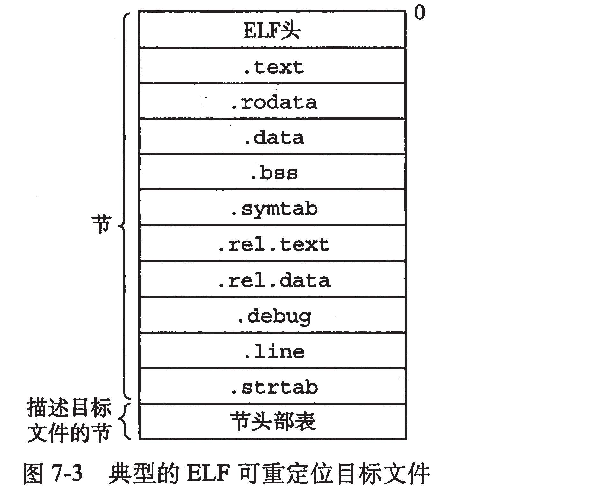 0
ELF头
.text
.rodata
.data
.bss
.symtab
节
.rel.text
.rel.data
.debug
.line
.strtab
描述目标
文件的节
节头部表
图 7-3 典型的 ELF 可重定位目标文件